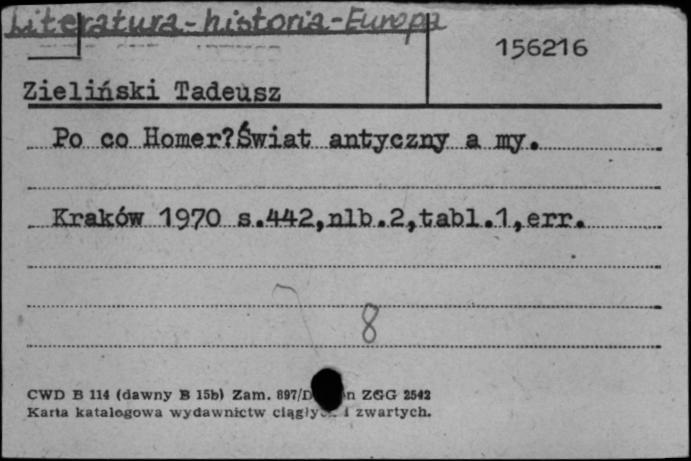 Literatura-historia-Europa
156216
Zieliński Tadeusz
Po co Homer?Świat antyczny a my.
Kraków 1970 s.442,nlb.2,tabl.1,err.
8
CWD B 114 (dawny B 15b) Zam. 897/D ZGG 2542
Karta katalogowa wydawnictw ciągłych i zwartych.